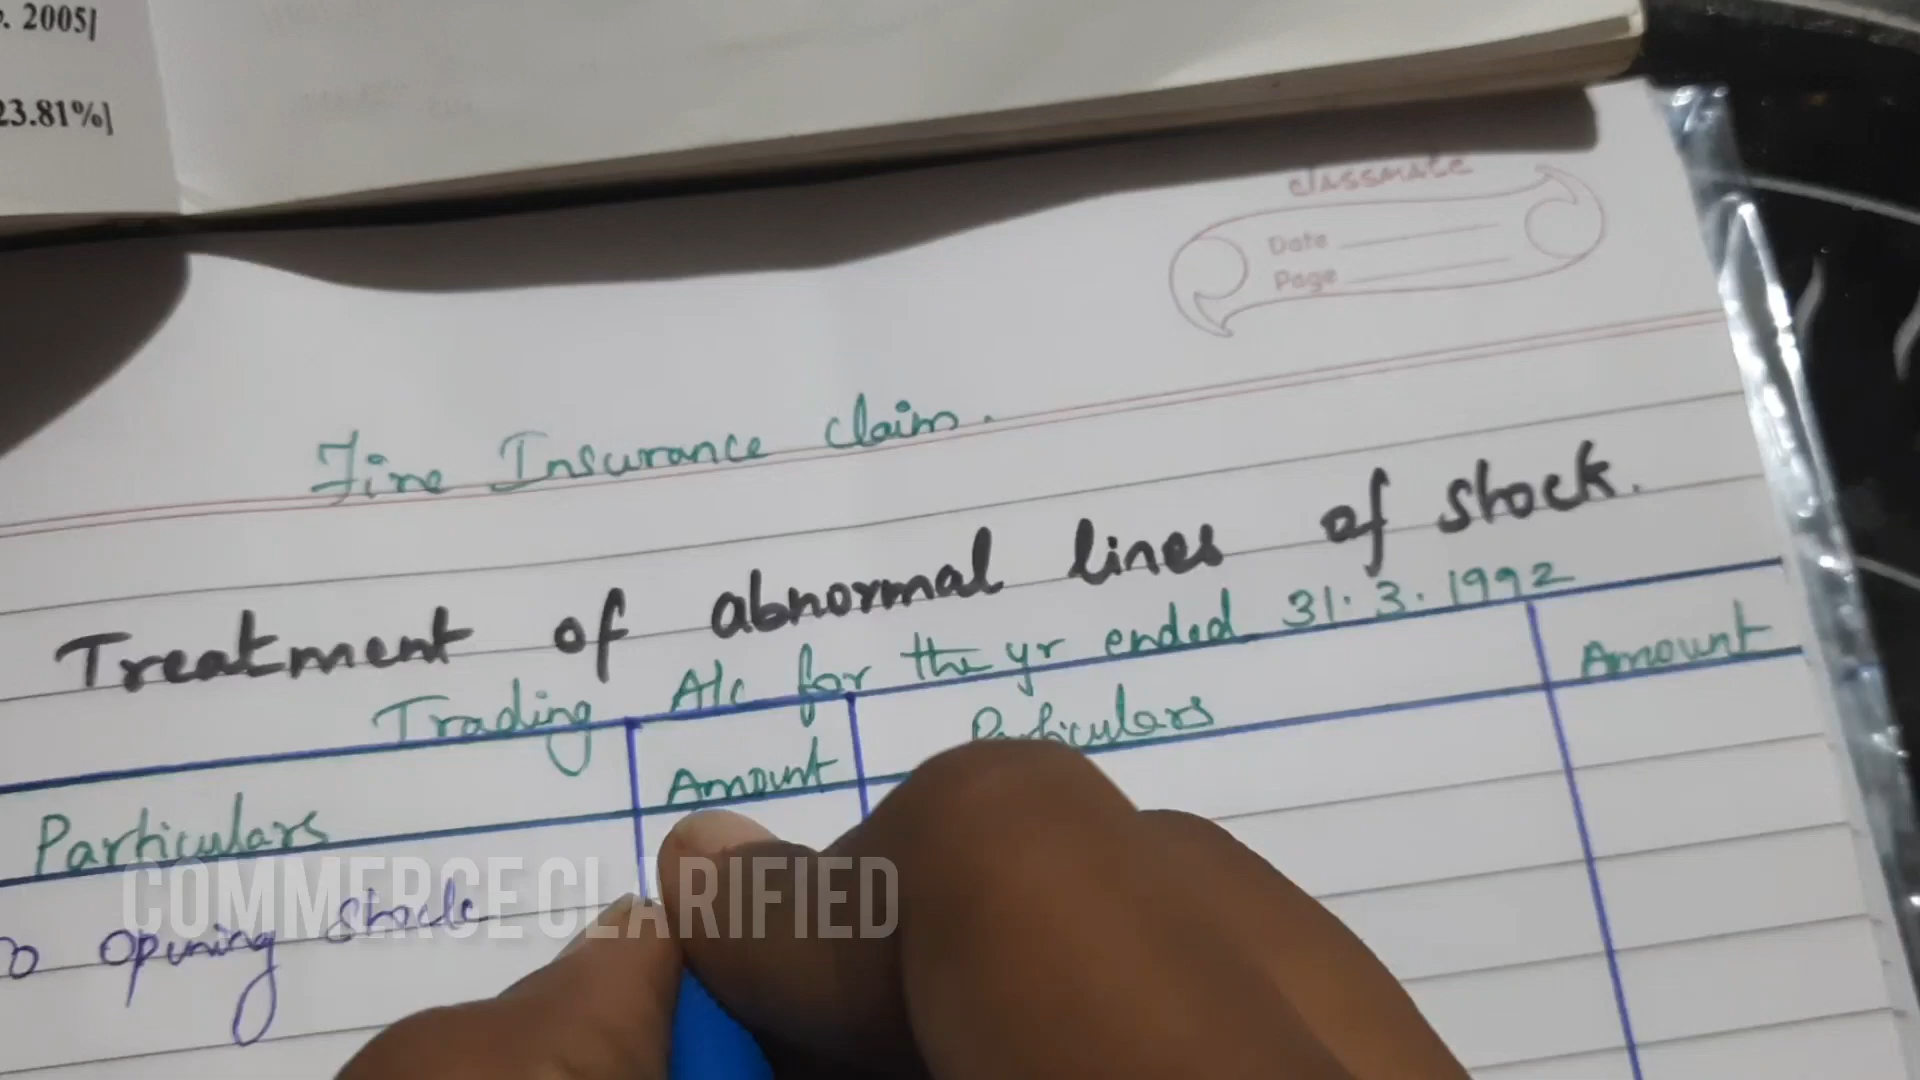 . 2005]
23.81%]
classmate
Date
Page
Fire Insurance claim.
Treatment of abnormal lines of stock.
Trading A/c for the yr ended 31.3.1992
Particulars Amount Particulars Amount
COMMERCE CLARIFIED
To opening stock